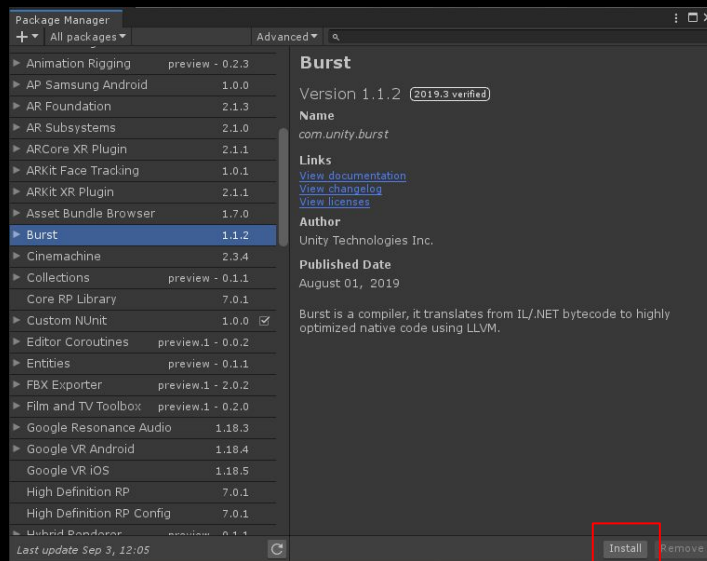 Package Manager
All packages
Advanced
Animation Rigging preview - 0.2.3
AP Samsung Android 1.0.0
AR Foundation 2.1.3
AR Subsystems 2.1.0
ARCore XR Plugin 2.1.1
ARKit Face Tracking 1.0.1
ARKit XR Plugin 2.1.1
Asset Bundle Browser 1.7.0
Burst 1.1.2
Cinemachine 2.3.4
Collections preview - 0.1.1
Core RP Library 7.0.1
Custom NUnit 1.0.0
Editor Coroutines preview.1 - 0.0.2
Entities preview - 0.1.1
FBX Exporter preview.1 - 2.0.2
Film and TV Toolbox preview.1 - 0.2.0
Google Resonance Audio 1.18.3
Google VR Android 1.18.4
Google VR iOS 1.18.5
High Definition RP 7.0.1
High Definition RP Config 7.0.1
Hybrid Renderer preview - 0.1.1
Last update Sep 3, 12:05
Burst
Version 1.1.2 2019.3 verified
Name
com.unity.burst
Links
View documentation
View changelog
View licenses
Author
Unity Technologies Inc.
Published Date
August 01, 2019
Burst is a compiler, it translates from IL/.NET bytecode to highly
optimized native code using LLVM.
Install Remove